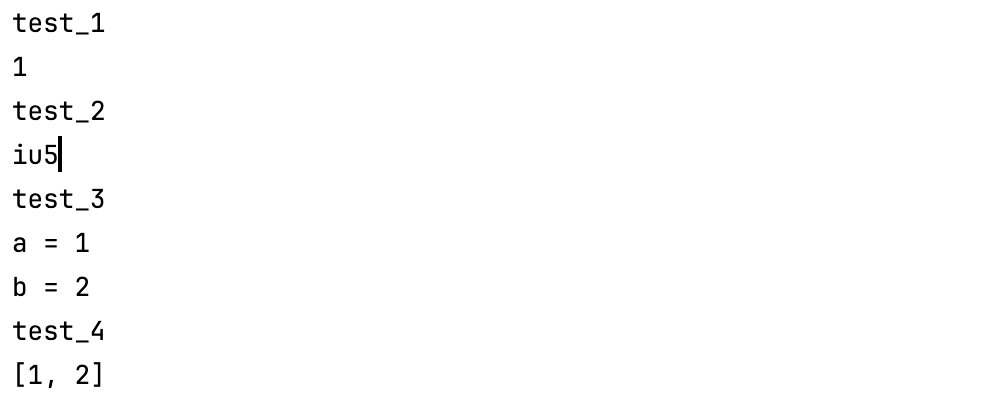 test_1
1
test_2
iu5
test_3
a = 1
b = 2
test_4
[1, 2]